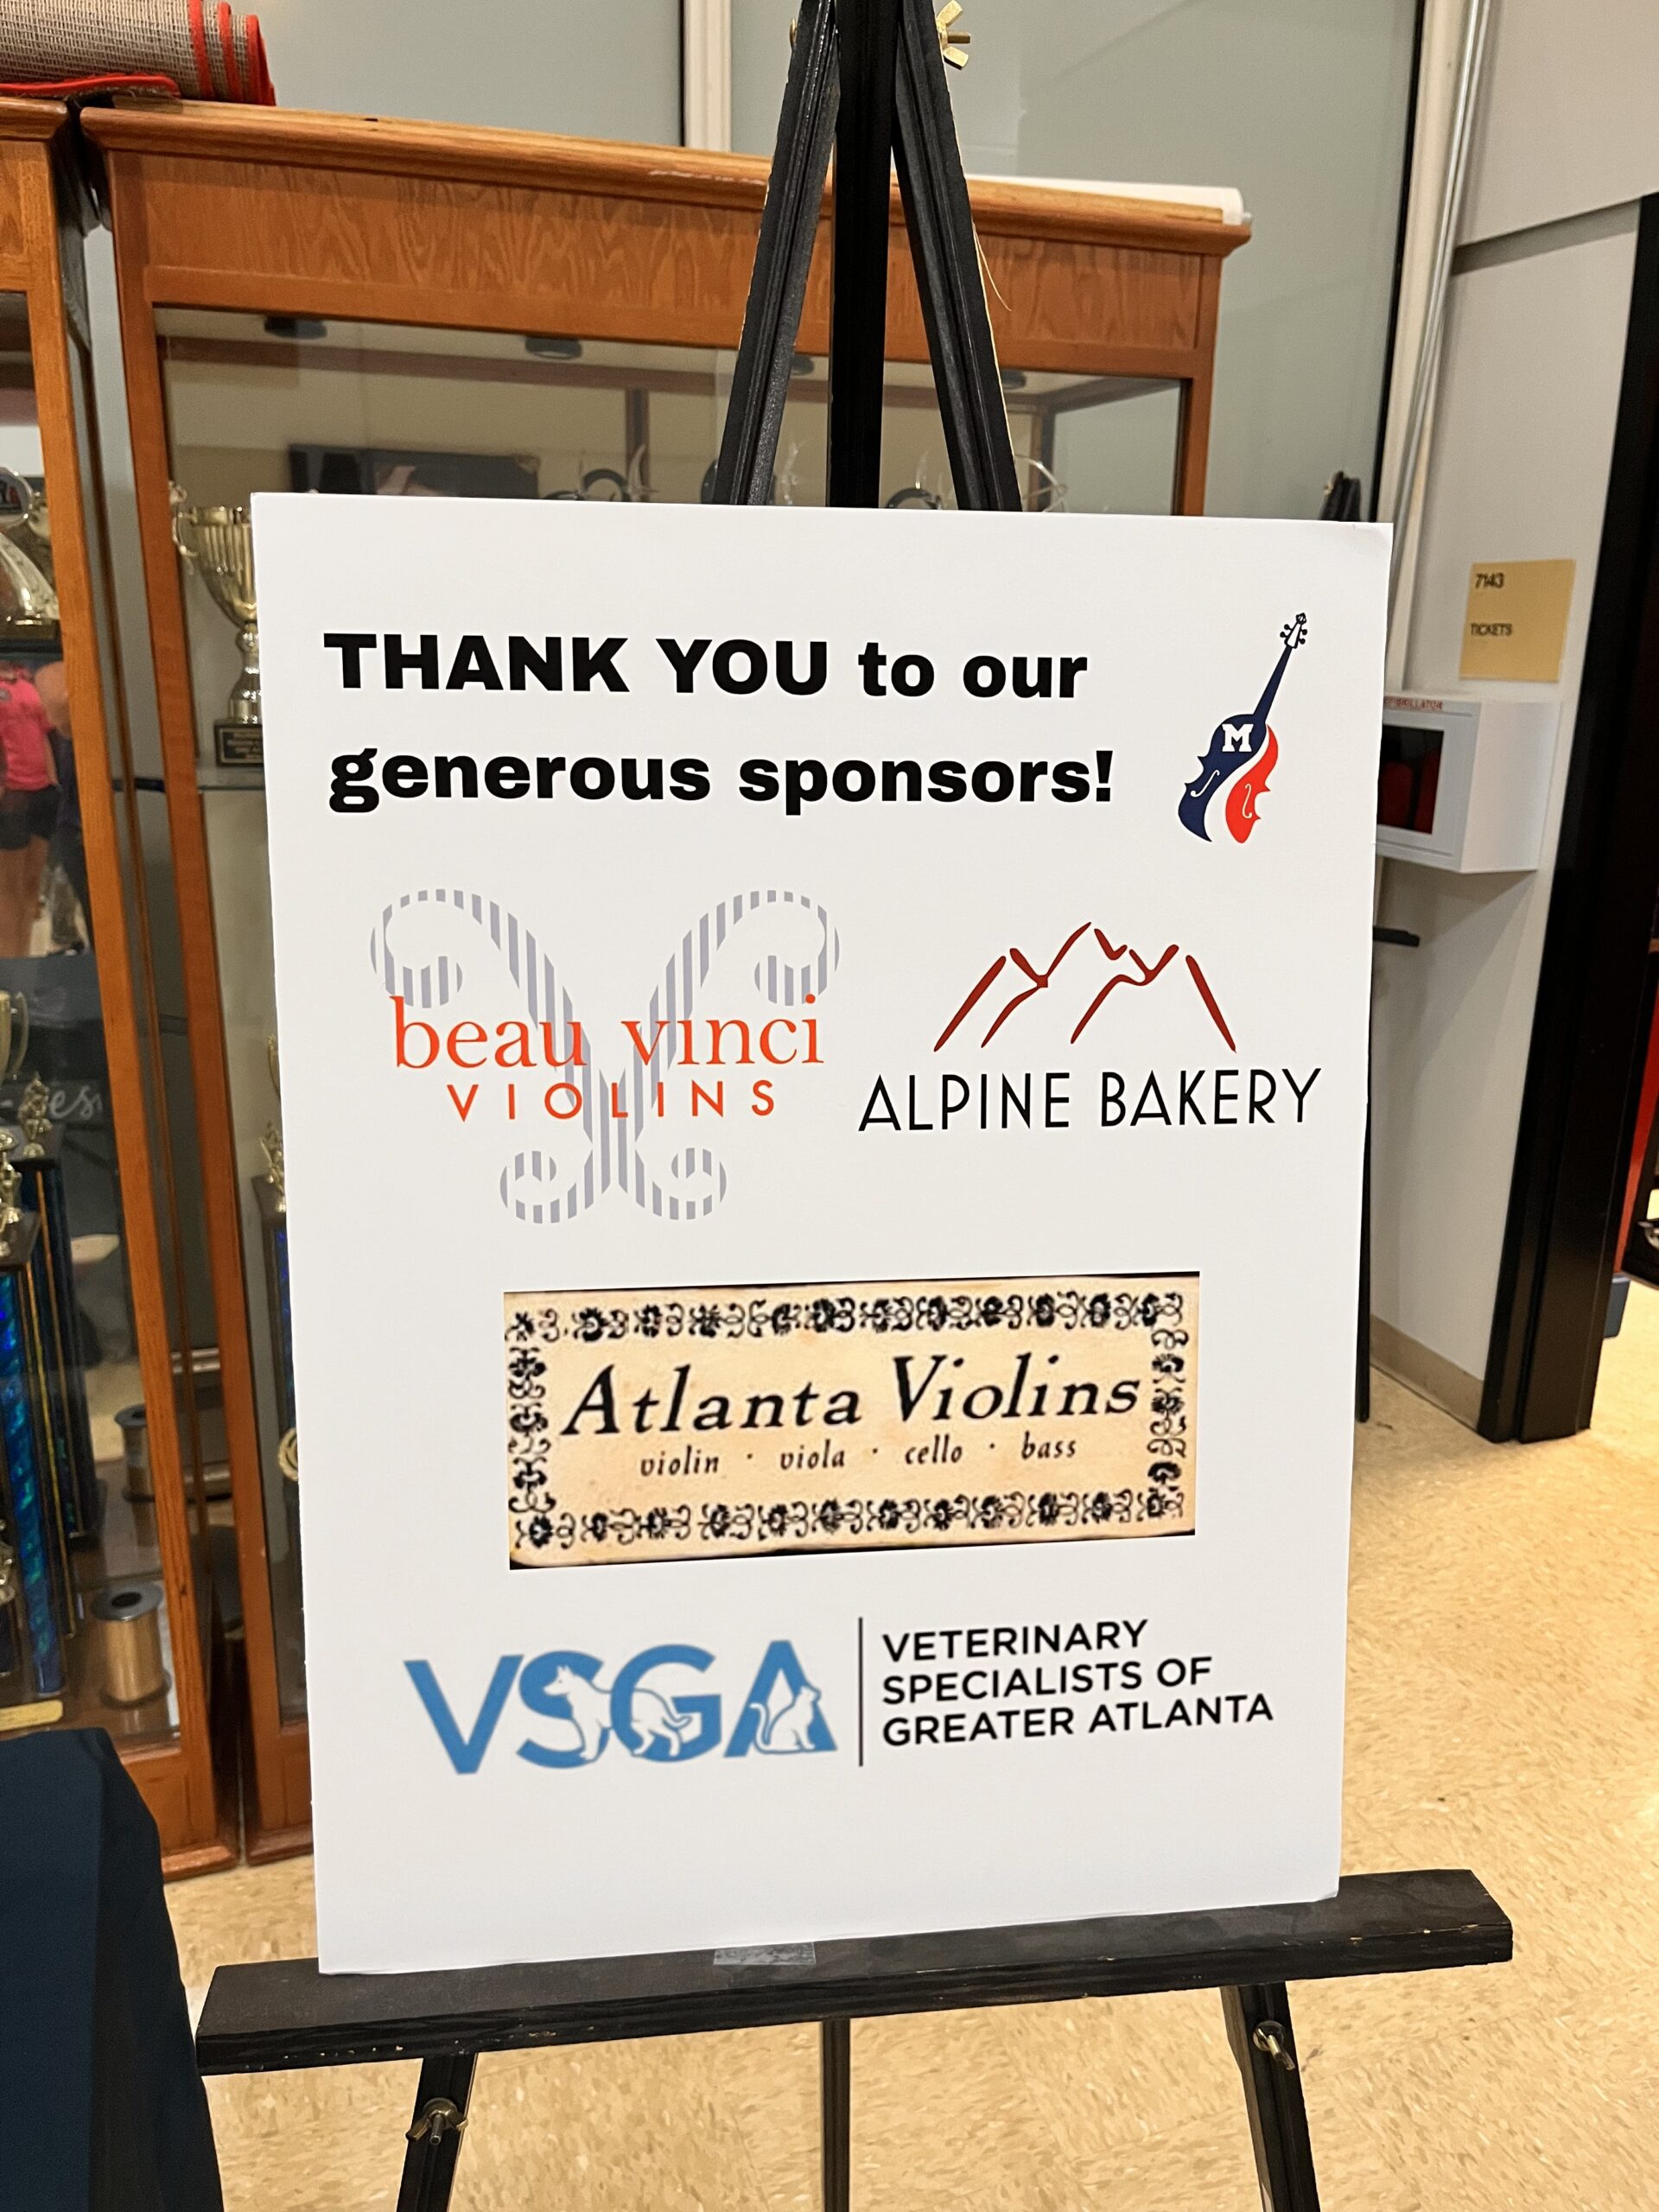 7143
TICKETS
THANK YOU to our
generous sponsors!
M
beau vinci
VIOLINS
ALPINE BAKERY
Atlanta Violins
violin · viola · cello · bass
VSGA
VETERINARY
SPECIALISTS OF
GREATER ATLANTA